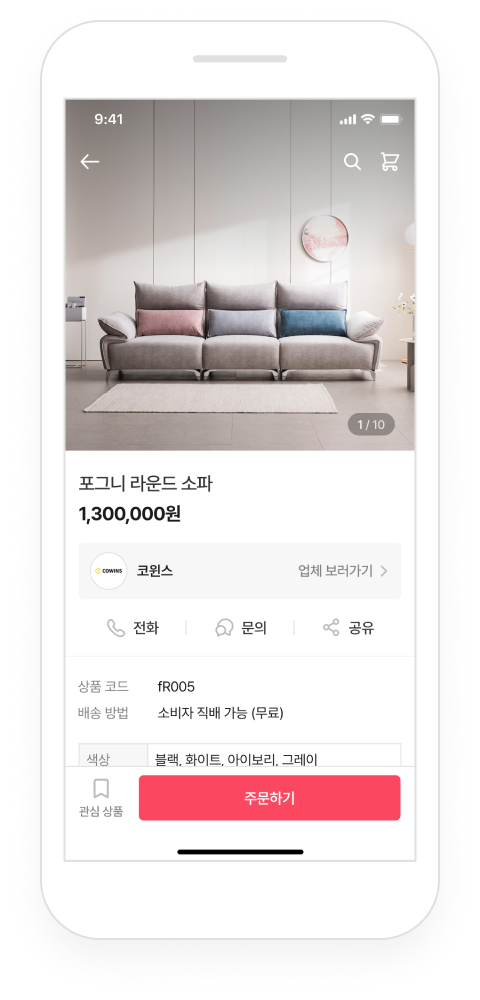 9:41
1 / 10
포그니 라운드 소파
1,300,000원
COWINS 코윈스 업체 보러가기
전화 문의 공유
상품 코드 fR005
배송 방법 소비자 직배 가능 (무료)
색상 블랙, 화이트, 아이보리, 그레이
관심 상품 주문하기